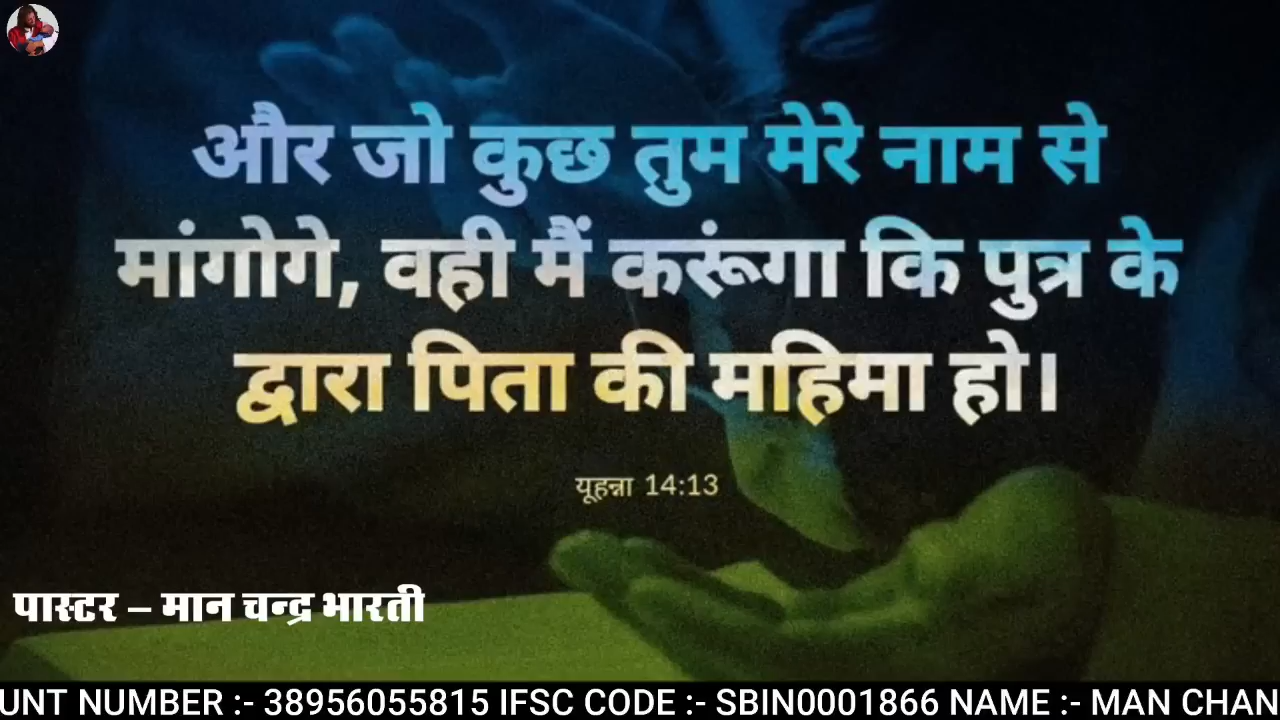 और जो कुछ तुम मेरे नाम से
मांगोगे, वही मैं करूंगा कि पुत्र के
द्वारा पिता की महिमा हो।
यूहन्ना 14:13
पास्टर – मान चन्द्र भारती
UNT NUMBER :- 38956055815 IFSC CODE :- SBIN0001866 NAME :- MAN CHAN